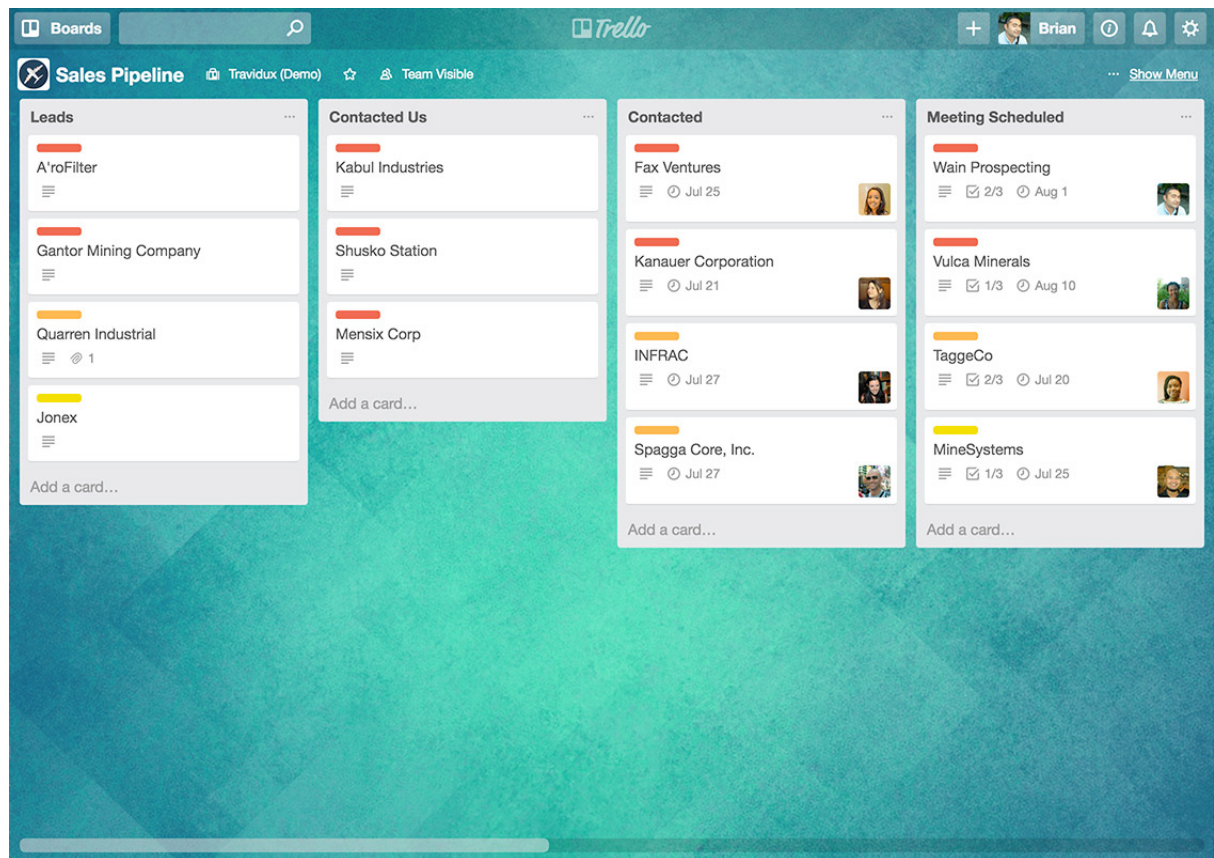 Boards
Trello
Brian
Sales Pipeline Travidux (Demo) Team Visible ... Show Menu
Leads ...
A'roFilter
Gantor Mining Company
Quarren Industrial
1
Jonex
Add a card...
Contacted Us ...
Kabul Industries
Shusko Station
Mensix Corp
Add a card...
Contacted ...
Fax Ventures
Jul 25
Kanauer Corporation
Jul 21
INFRAC
Jul 27
Spagga Core, Inc.
Jul 27
Add a card...
Meeting Scheduled ...
Wain Prospecting
2/3 Aug 1
Vulca Minerals
1/3 Aug 10
TaggeCo
2/3 Jul 20
MineSystems
1/3 Jul 25
Add a card...